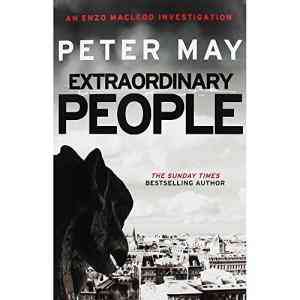 AN ENZO MACLEOD INVESTIGATION
PETER MAY
EXTRAORDINARY
PEOPLE
THE SUNDAY TIMES
BESTSELLING AUTHOR